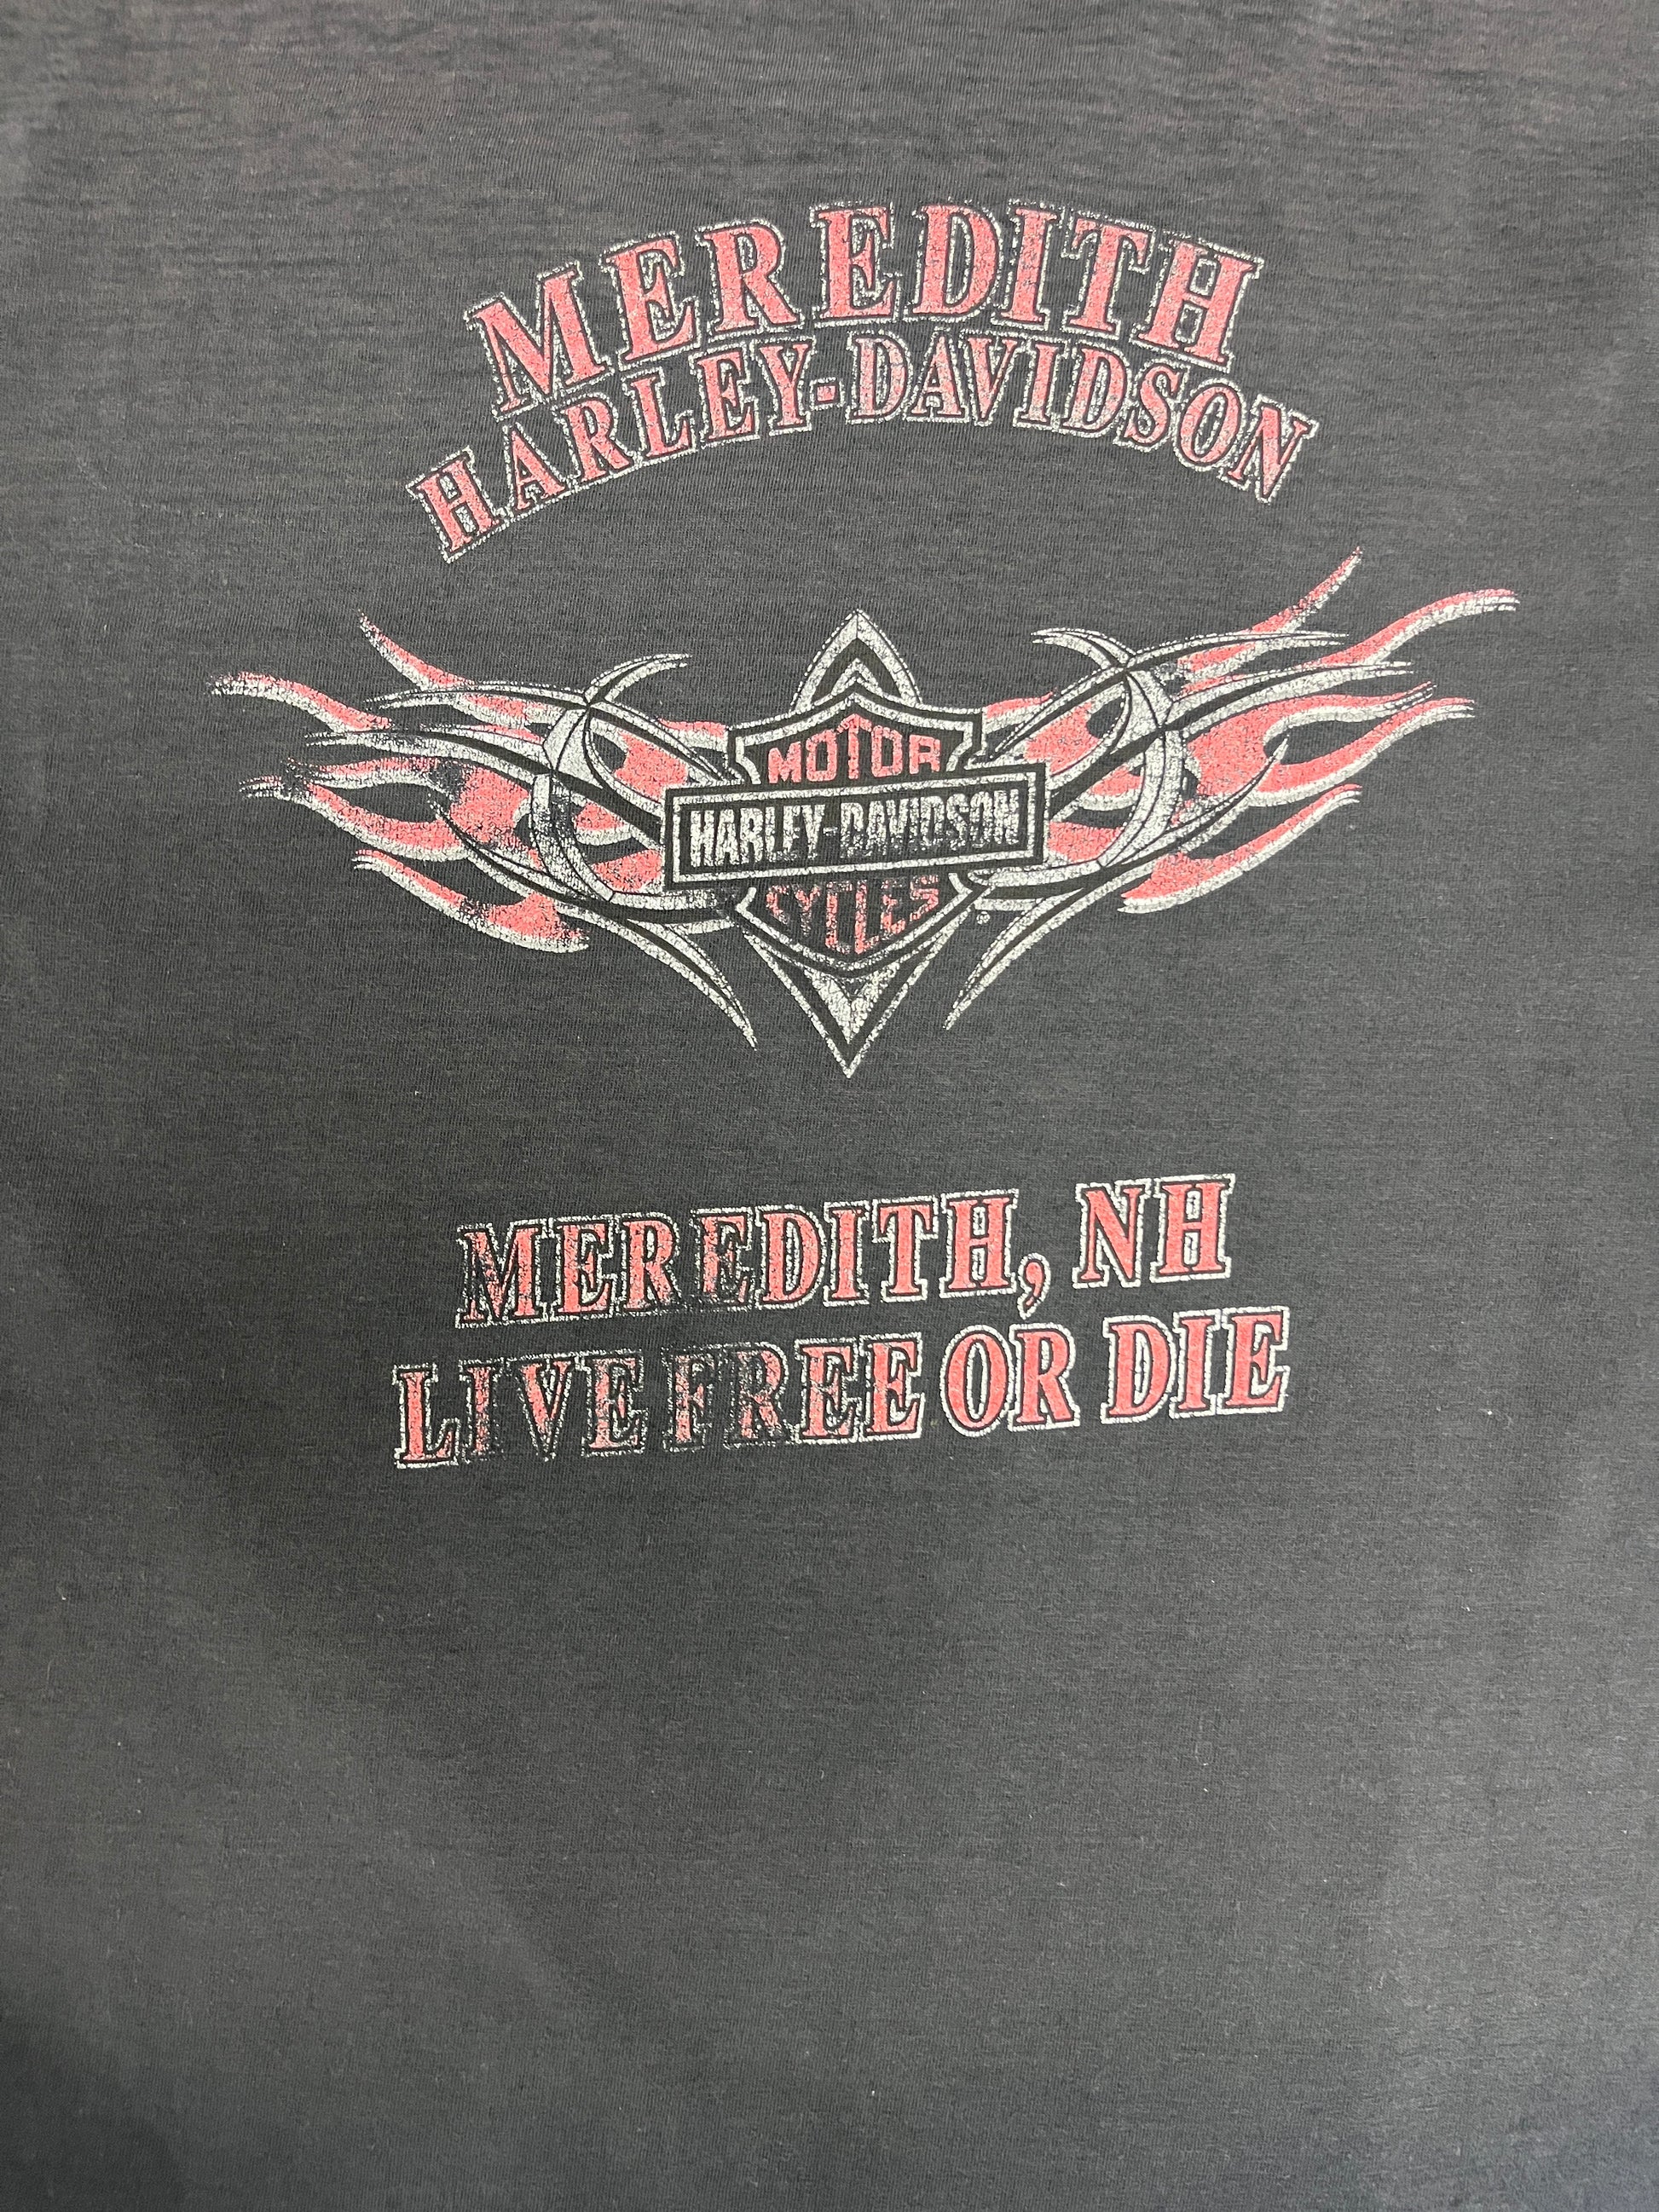 MEREDITH
HARLEY-DAVIDSON
MOTOR
HARLEY-DAVIDSON
CYCLES
®
MEREDITH, NH
LIVE FREE OR DIE